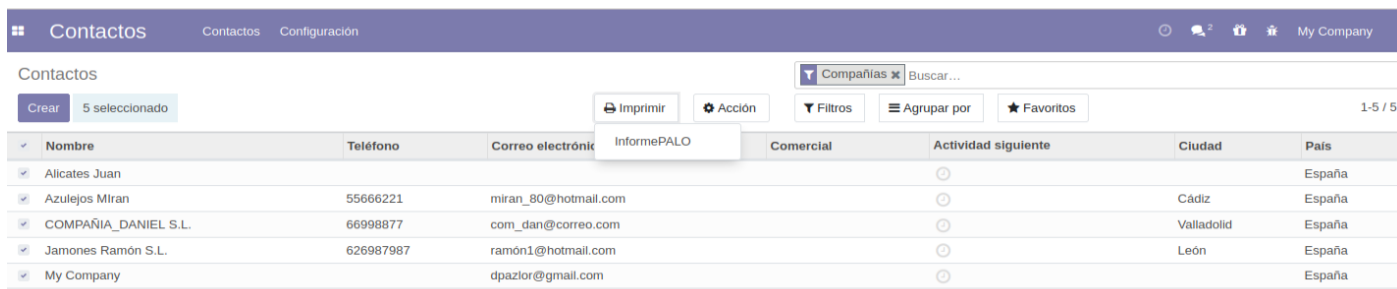 Contactos Contactos Configuración 2 My Company
Contactos Compañías Buscar...
Crear 5 seleccionado Imprimir Acción Filtros Agrupar por Favoritos 1-5 / 5
InformePALO
Nombre Teléfono Correo electrónic Comercial Actividad siguiente Ciudad País
Alicates Juan España
Azulejos MIran 55666221 miran_80@hotmail.com Cádiz España
COMPAÑIA_DANIEL S.L. 66998877 com_dan@correo.com Valladolid España
Jamones Ramón S.L. 626987987 ramón1@hotmail.com León España
My Company dpazlor@gmail.com España